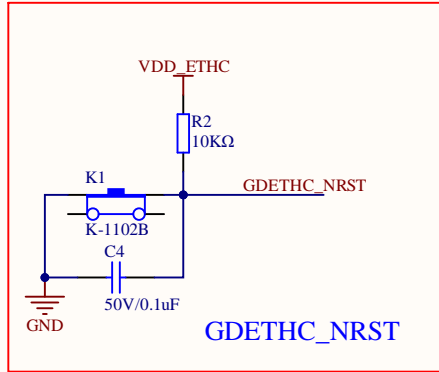 VDD_ETHC
R2
10KΩ
K1
GDETHC_NRST
K-1102B
C4
50V/0.1uF
GND
GDETHC_NRST